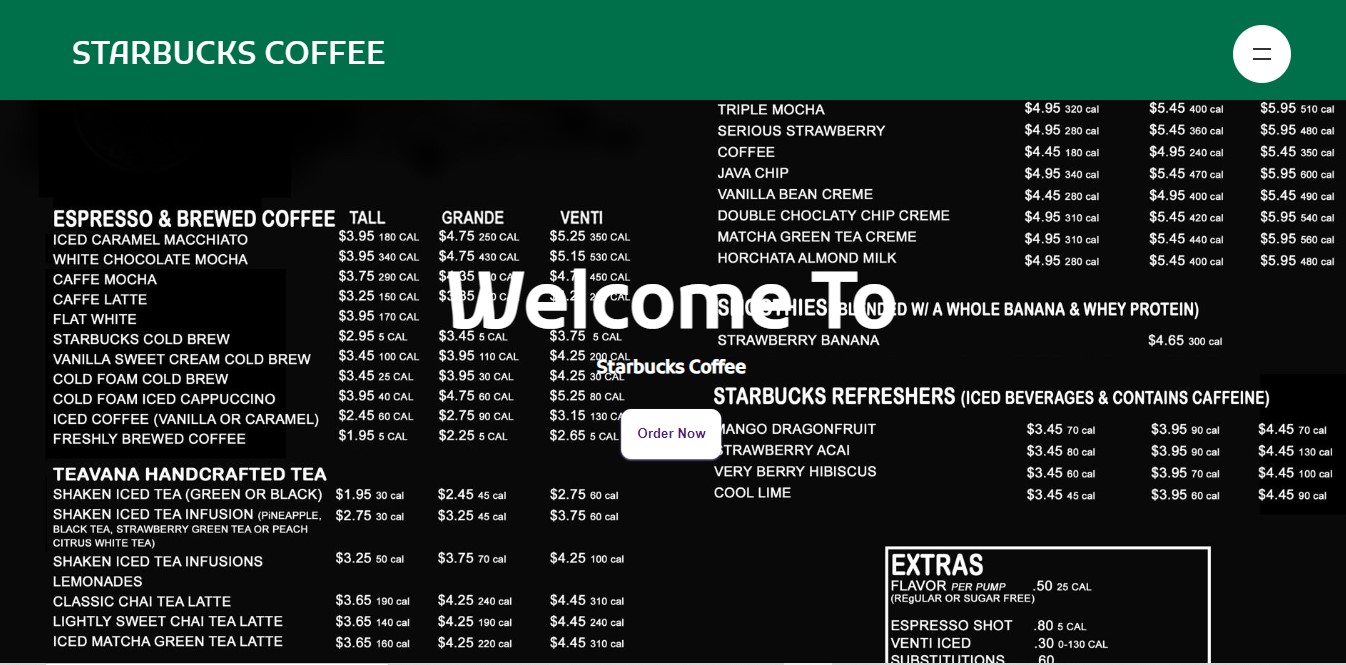 STARBUCKS COFFEE
ESPRESSO & BREWED COFFEE TALL GRANDE VENTI
ICED CARAMEL MACCHIATO $3.95 180 CAL $4.75 250 CAL $5.25 350 CAL
WHITE CHOCOLATE MOCHA $3.95 340 CAL $4.75 430 CAL $5.15 530 CAL
CAFFE MOCHA $3.75 290 CAL 450 CAL
CAFFE LATTE $3.25 150 CAL
FLAT WHITE $3.95 170 CAL
STARBUCKS COLD BREW $2.95 5 CAL $3.45 5 CAL $3.75 5 CAL
VANILLA SWEET CREAM COLD BREW $3.45 100 CAL $3.95 110 CAL $4.25 200 CAL
COLD FOAM COLD BREW $3.45 25 CAL $3.95 30 CAL $4.25 30 CAL
COLD FOAM ICED CAPPUCCINO $3.95 40 CAL $4.75 60 CAL $5.25 80 CAL
ICED COFFEE (VANILLA OR CARAMEL) $2.45 60 CAL $2.75 90 CAL $3.15 130 CA
FRESHLY BREWED COFFEE $1.95 5 CAL $2.25 5 CAL $2.65 5 CAL
TEAVANA HANDCRAFTED TEA
SHAKEN ICED TEA (GREEN OR BLACK) $1.95 30 cal $2.45 45 cal $2.75 60 cal
SHAKEN ICED TEA INFUSION (PiNEAPPLE, $2.75 30 cal $3.25 45 cal $3.75 60 cal
BLACK TEA, STRAWBERRY GREEN TEA OR PEACH
CITRUS WHITE TEA)
SHAKEN ICED TEA INFUSIONS $3.25 50 cal $3.75 70 cal $4.25 100 cal
LEMONADES
CLASSIC CHAI TEA LATTE $3.65 190 cal $4.25 240 cal $4.45 310 cal
LIGHTLY SWEET CHAI TEA LATTE $3.65 140 cal $4.25 190 cal $4.45 240 cal
ICED MATCHA GREEN TEA LATTE $3.65 160 cal $4.25 220 cal $4.45 310 cal
Welcome To
Starbucks Coffee
Order Now
TRIPLE MOCHA $4.95 320 cal $5.45 400 cal $5.95 510 cal
SERIOUS STRAWBERRY $4.95 280 cal $5.45 360 cal $5.95 480 cal
COFFEE $4.45 180 cal $4.95 240 cal $5.45 350 cal
JAVA CHIP $4.95 340 cal $5.45 470 cal $5.95 600 cal
VANILLA BEAN CREME $4.45 280 cal $4.95 400 cal $5.45 490 cal
DOUBLE CHOCLATY CHIP CREME $4.95 310 cal $5.45 420 cal $5.95 540 cal
MATCHA GREEN TEA CREME $4.95 310 cal $5.45 440 cal $5.95 560 cal
HORCHATA ALMOND MILK $4.95 280 cal $5.45 400 cal $5.95 480 cal
SMOOTHIES (BLENDED W/ A WHOLE BANANA & WHEY PROTEIN)
STRAWBERRY BANANA $4.65 300 cal
STARBUCKS REFRESHERS (ICED BEVERAGES & CONTAINS CAFFEINE)
MANGO DRAGONFRUIT $3.45 70 cal $3.95 90 cal $4.45 70 cal
STRAWBERRY ACAI $3.45 80 cal $3.95 90 cal $4.45 130 cal
VERY BERRY HIBISCUS $3.45 60 cal $3.95 70 cal $4.45 100 cal
COOL LIME $3.45 45 cal $3.95 60 cal $4.45 90 cal
EXTRAS
FLAVOR PER PUMP .50 25 CAL
(REgULAR OR SUGAR FREE)
ESPRESSO SHOT .80 5 CAL
VENTI ICED .30 0-130 CAL
SUBSTITUTIONS .60